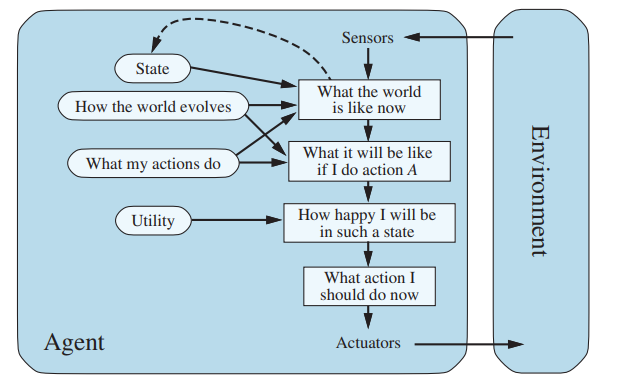 Sensors
State
What the world
is like now
How the world evolves
What it will be like
if I do action A
What my actions do
How happy I will be
in such a state
Utility
What action I
should do now
Agent
Actuators
Environment